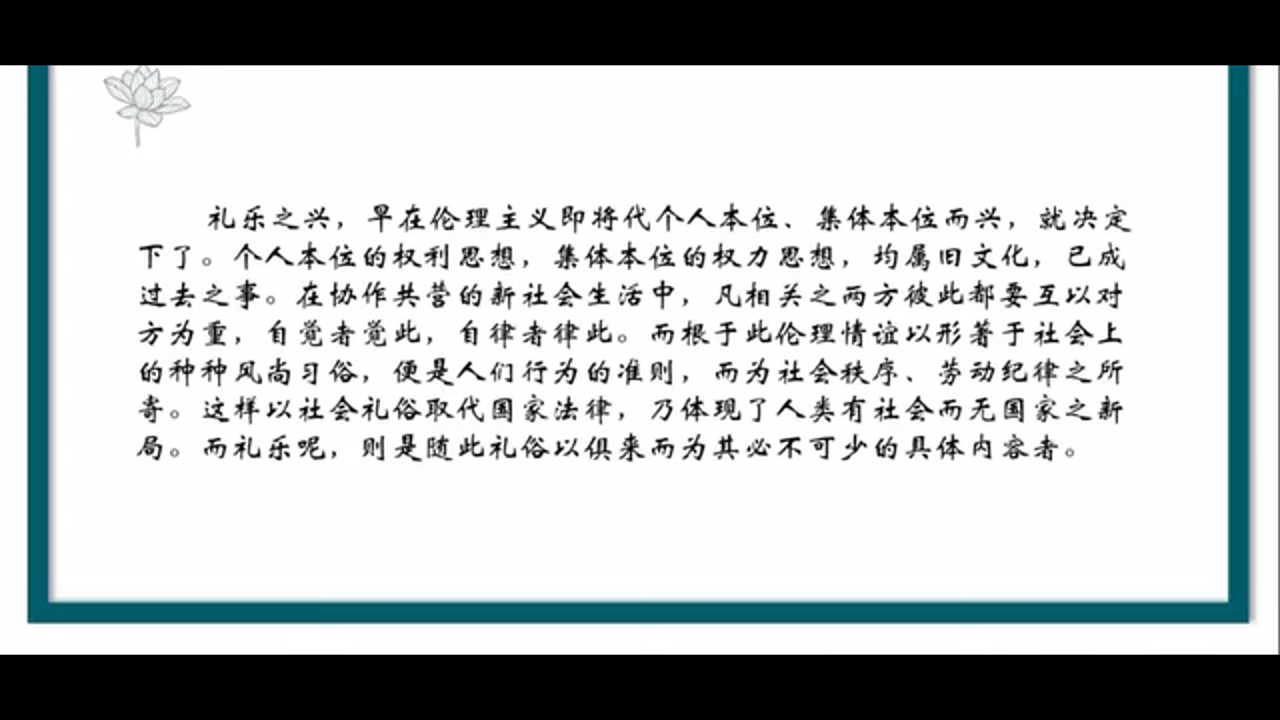 礼乐之兴，早在伦理主义即将代个人本位、集体本位而兴，就决定
下了。个人本位的权利思想，集体本位的权力思想，均属旧文化，已成
过去之事。在协作共营的新社会生活中，凡相关之两方彼此都要互以对
方为重，自觉者觉此，自律者律此。而根于此伦理情谊以形著于社会上
的种种风尚习俗，便是人们行为的准则，而为社会秩序、劳动纪律之所
寄。这样以社会礼俗取代国家法律，乃体现了人类有社会而无国家之新
局。而礼乐呢，则是随此礼俗以俱来而为其必不可少的具体内容者。